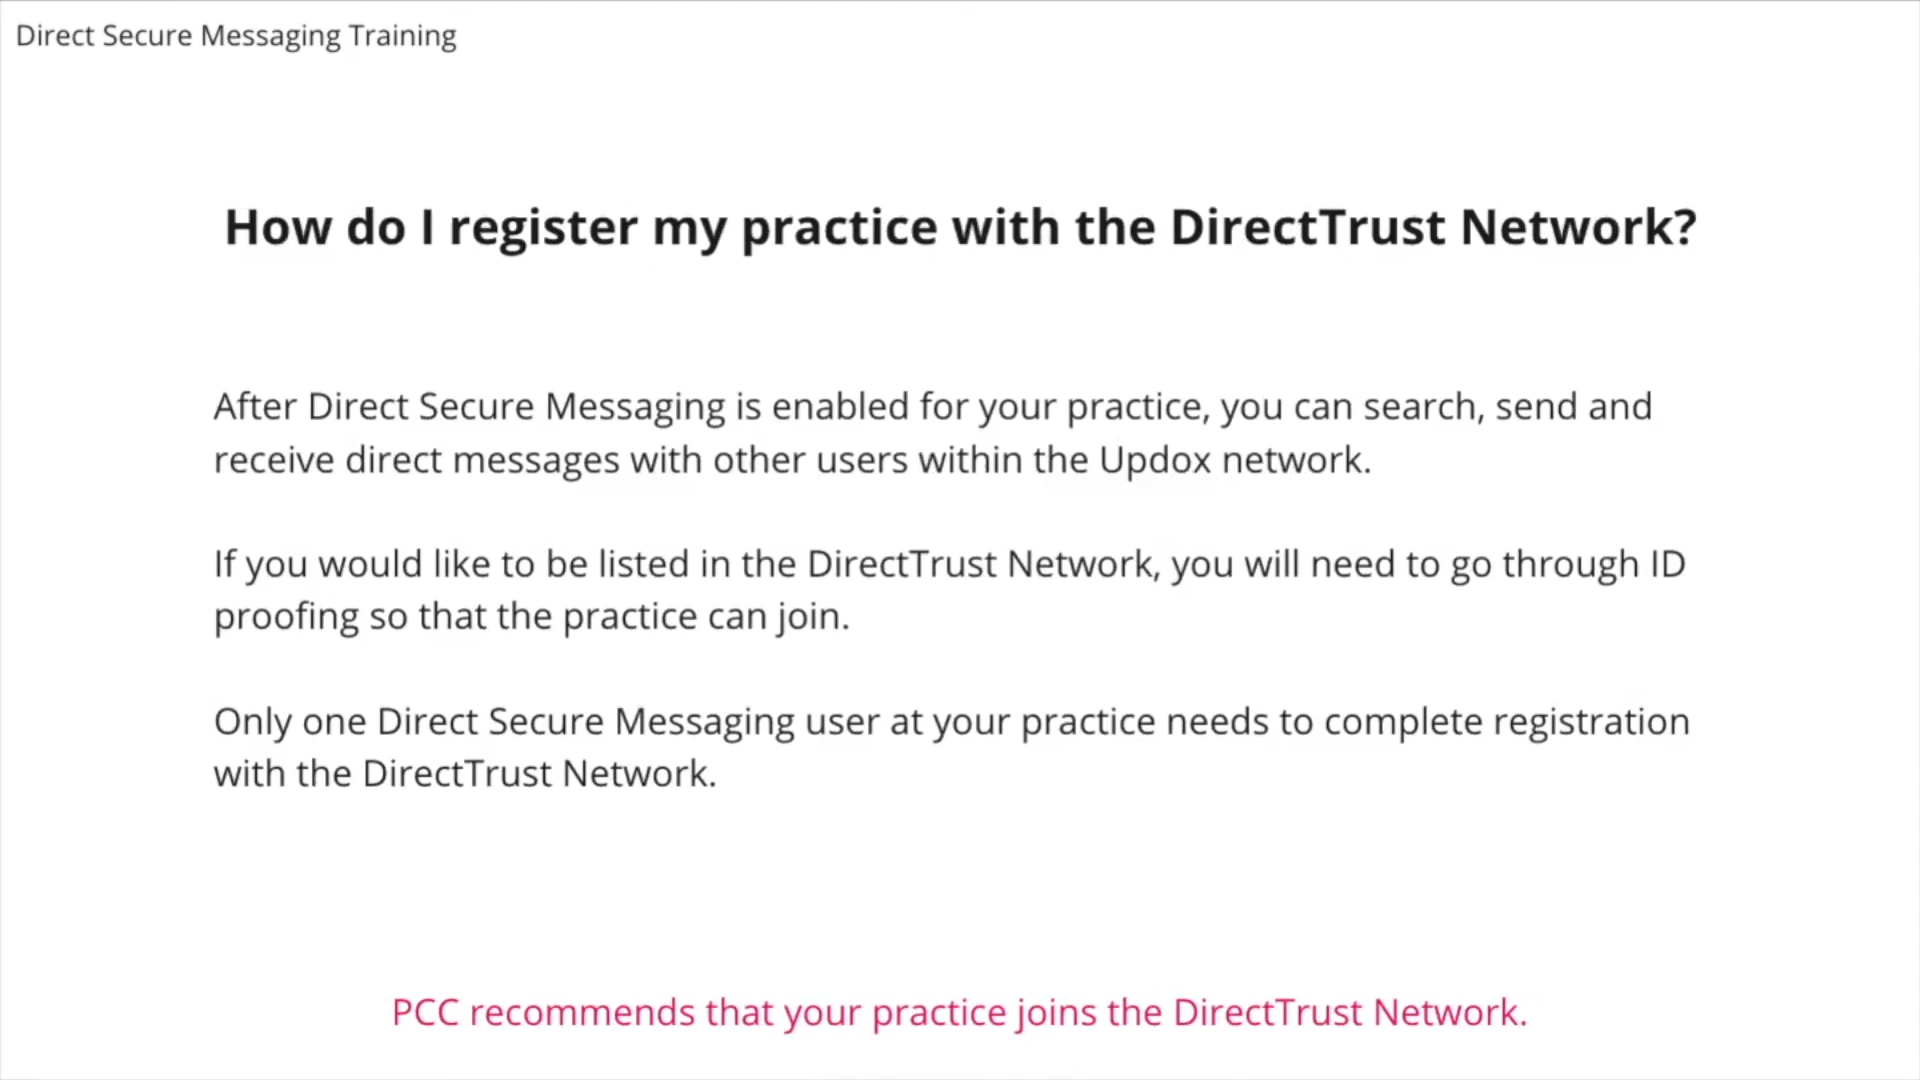 Direct Secure Messaging Training
How do I register my practice with the DirectTrust Network?
After Direct Secure Messaging is enabled for your practice, you can search, send and
receive direct messages with other users within the Updox network.
If you would like to be listed in the DirectTrust Network, you will need to go through ID
proofing so that the practice can join.
Only one Direct Secure Messaging user at your practice needs to complete registration
with the DirectTrust Network.
PCC recommends that your practice joins the DirectTrust Network.